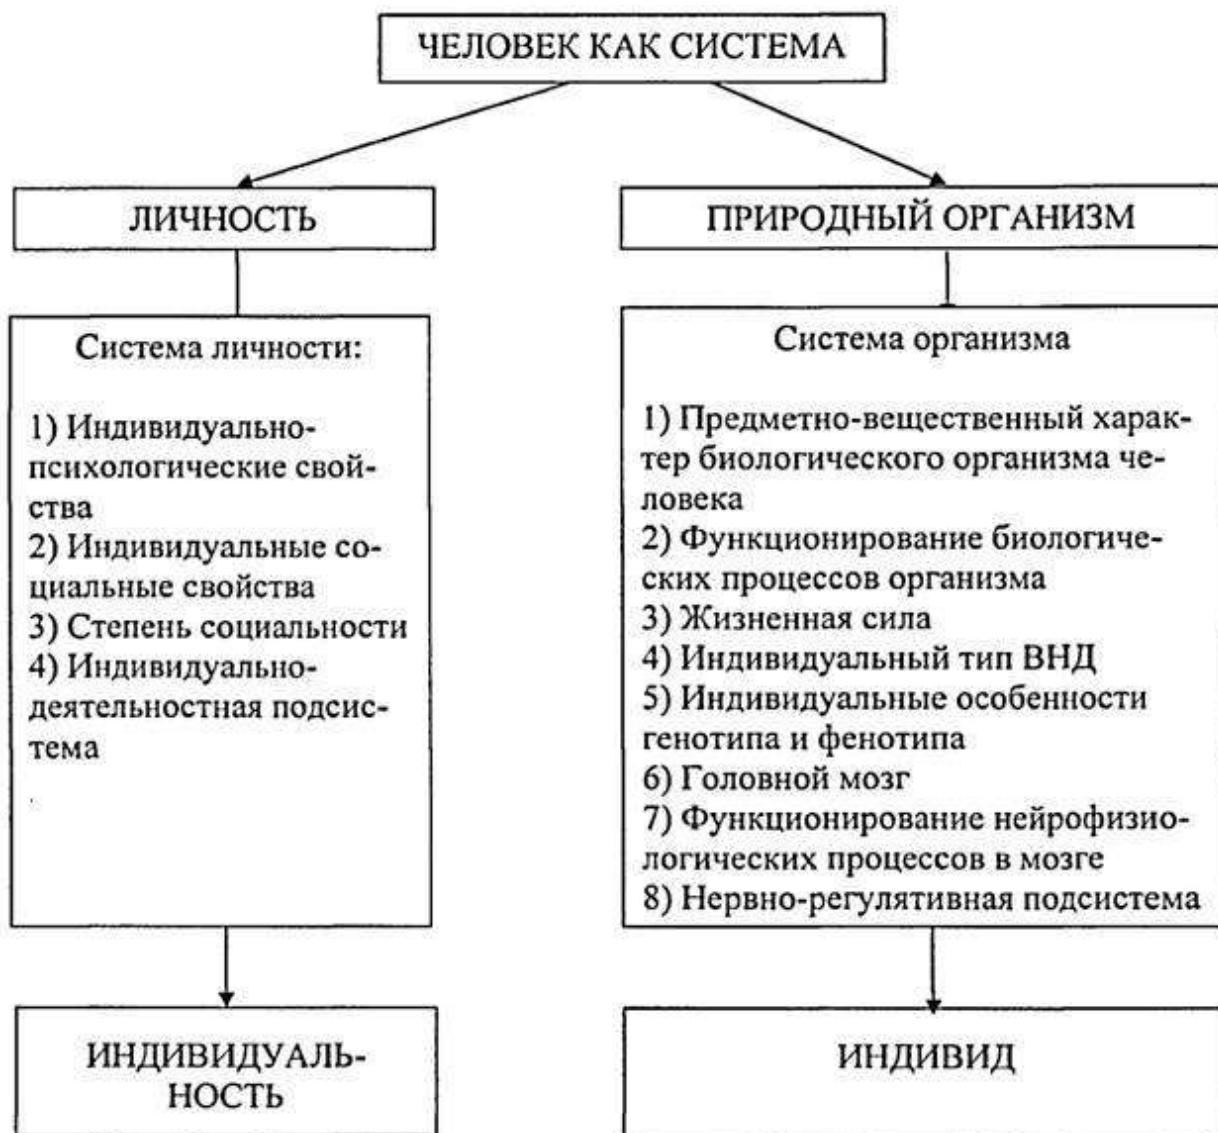 ЧЕЛОВЕК КАК СИСТЕМА
ЛИЧНОСТЬ
ПРИРОДНЫЙ ОРГАНИЗМ
Система личности:
1) Индивидуально-
психологические свой-
ства
2) Индивидуальные со-
циальные свойства
3) Степень социальности
4) Индивидуально-
деятельностная подсис-
тема
Система организма
1) Предметно-вещественный харак-
тер биологического организма че-
ловека
2) Функционирование биологиче-
ских процессов организма
3) Жизненная сила
4) Индивидуальный тип ВНД
5) Индивидуальные особенности
генотипа и фенотипа
6) Головной мозг
7) Функционирование нейрофизио-
логических процессов в мозге
8) Нервно-регулятивная подсистема
ИНДИВИДУАЛЬ-
НОСТЬ
ИНДИВИД